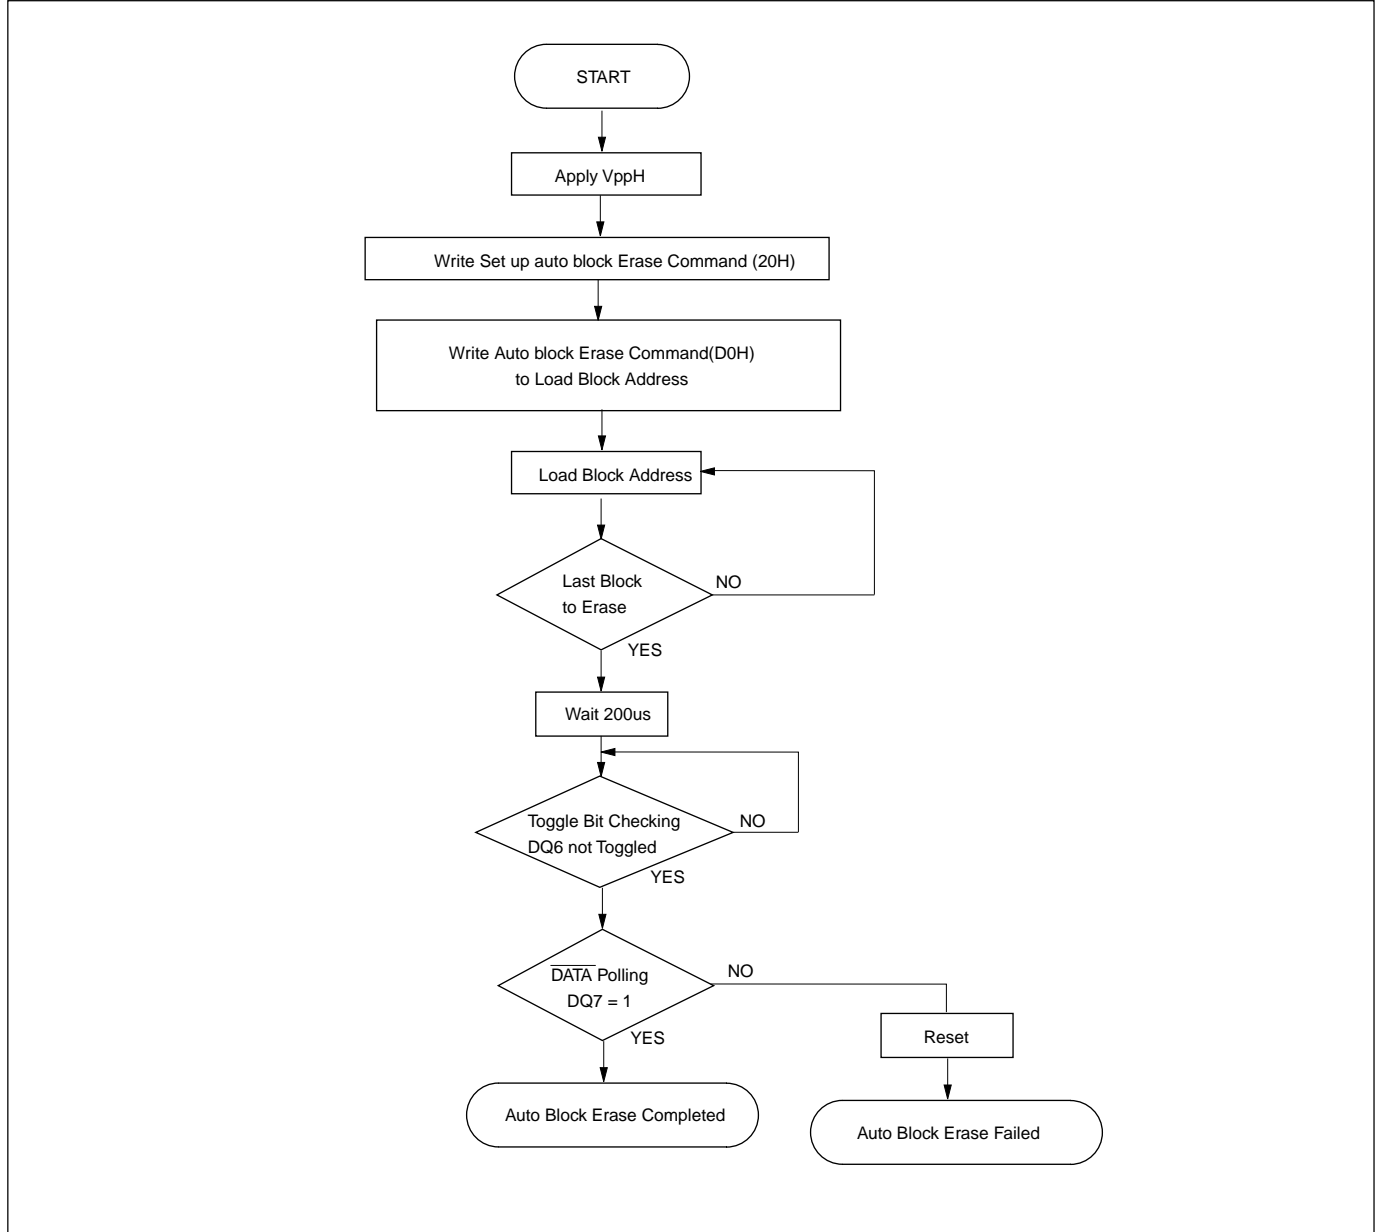 START
Apply VppH
Write Set up auto block Erase Command (20H)
Write Auto block Erase Command(D0H)
to Load Block Address
Load Block Address
Last Block
to Erase
NO
YES
Wait 200us
Toggle Bit Checking
DQ6 not Toggled
NO
YES
DATA Polling
DQ7 = 1
NO
YES
Reset
Auto Block Erase Completed
Auto Block Erase Failed